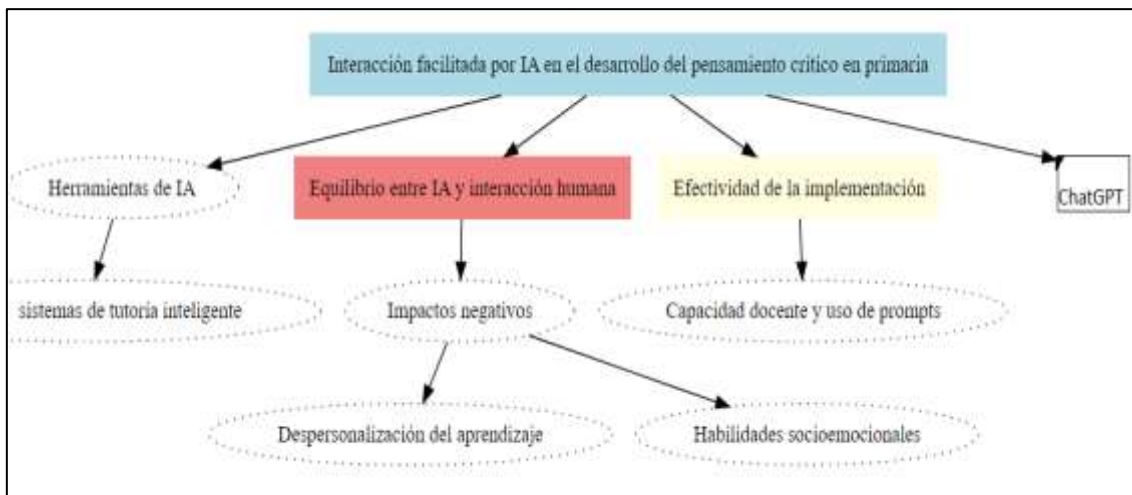 Interacción facilitada por IA en el desarrollo del pensamiento crítico en primaria
Herramientas de IA
Equilibrio entre IA y interacción humana
Efectividad de la implementación
ChatGPT
sistemas de tutoria inteligente
Impactos negativos
Capacidad docente y uso de prompts
Despersonalización del aprendizaje
Habilidades socioemocionales